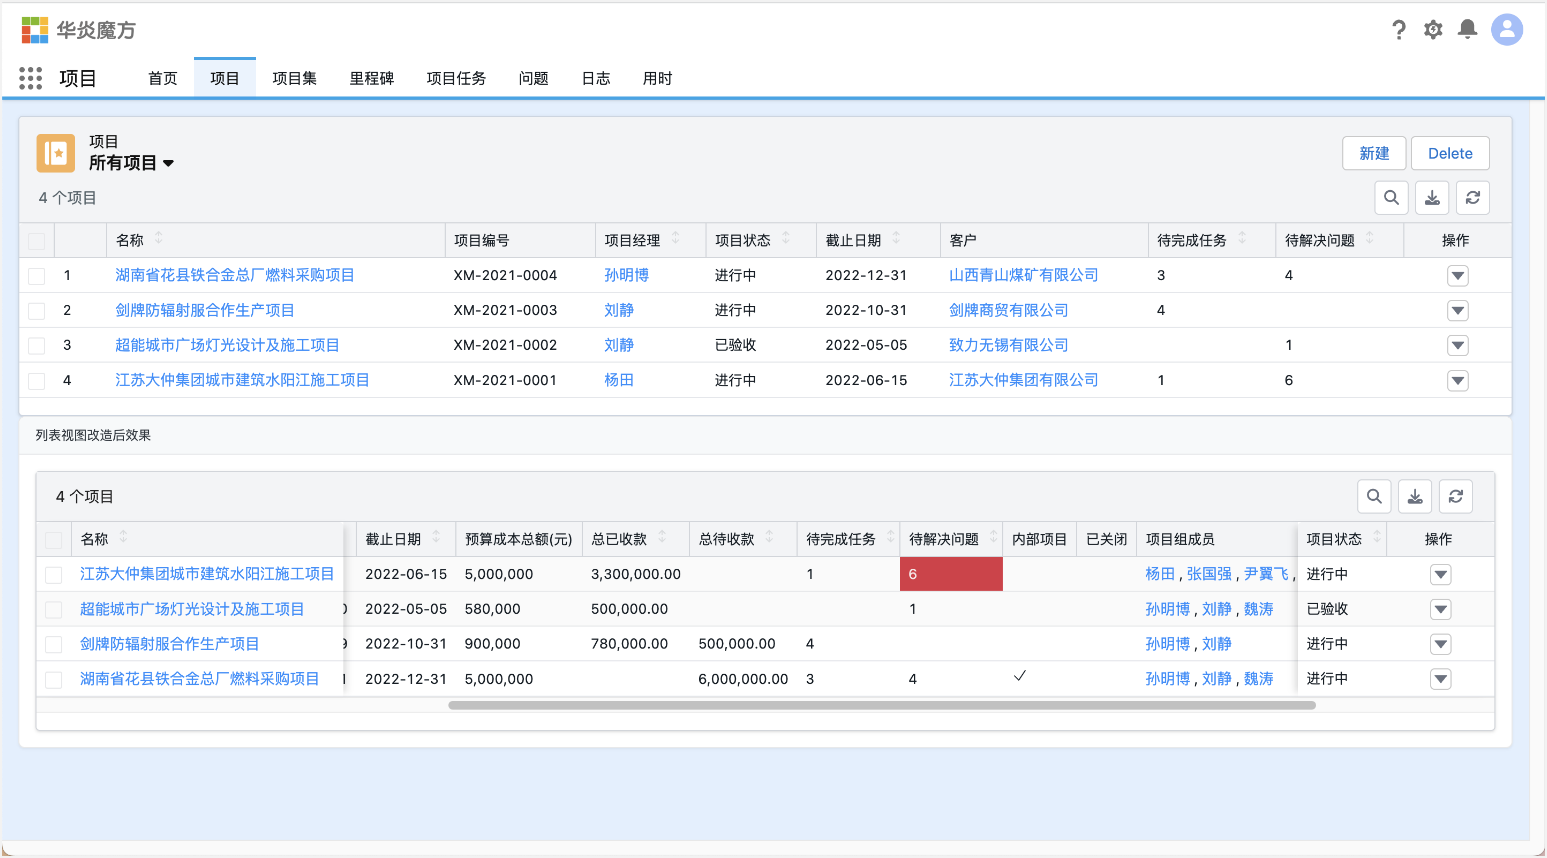 华炎魔方
项目 首页 项目 项目集 里程碑 项目任务 问题 日志 用时
项目
所有项目
新建 Delete
4 个项目
名称 项目编号 项目经理 项目状态 截止日期 客户 待完成任务 待解决问题 操作
1 湖南省花县铁合金总厂燃料采购项目 XM-2021-0004 孙明博 进行中 2022-12-31 山西青山煤矿有限公司 3 4
2 剑牌防辐射服合作生产项目 XM-2021-0003 刘静 进行中 2022-10-31 剑牌商贸有限公司 4
3 超能城市广场灯光设计及施工项目 XM-2021-0002 刘静 已验收 2022-05-05 致力无锡有限公司 1
4 江苏大仲集团城市建筑水阳江施工项目 XM-2021-0001 杨田 进行中 2022-06-15 江苏大仲集团有限公司 1 6
列表视图改造后效果
4 个项目
名称 截止日期 预算成本总额(元) 总已收款 总待收款 待完成任务 待解决问题 内部项目 已关闭 项目组成员 项目状态 操作
江苏大仲集团城市建筑水阳江施工项目 2022-06-15 5,000,000 3,300,000.00 1 6 杨田 , 张国强 , 尹翼飞 , 进行中
超能城市广场灯光设计及施工项目 2022-05-05 580,000 500,000.00 1 孙明博 , 刘静 , 魏涛 已验收
剑牌防辐射服合作生产项目 9 2022-10-31 900,000 780,000.00 500,000.00 4 孙明博 , 刘静 进行中
湖南省花县铁合金总厂燃料采购项目 2022-12-31 5,000,000 6,000,000.00 3 4 孙明博 , 刘静 , 魏涛 进行中